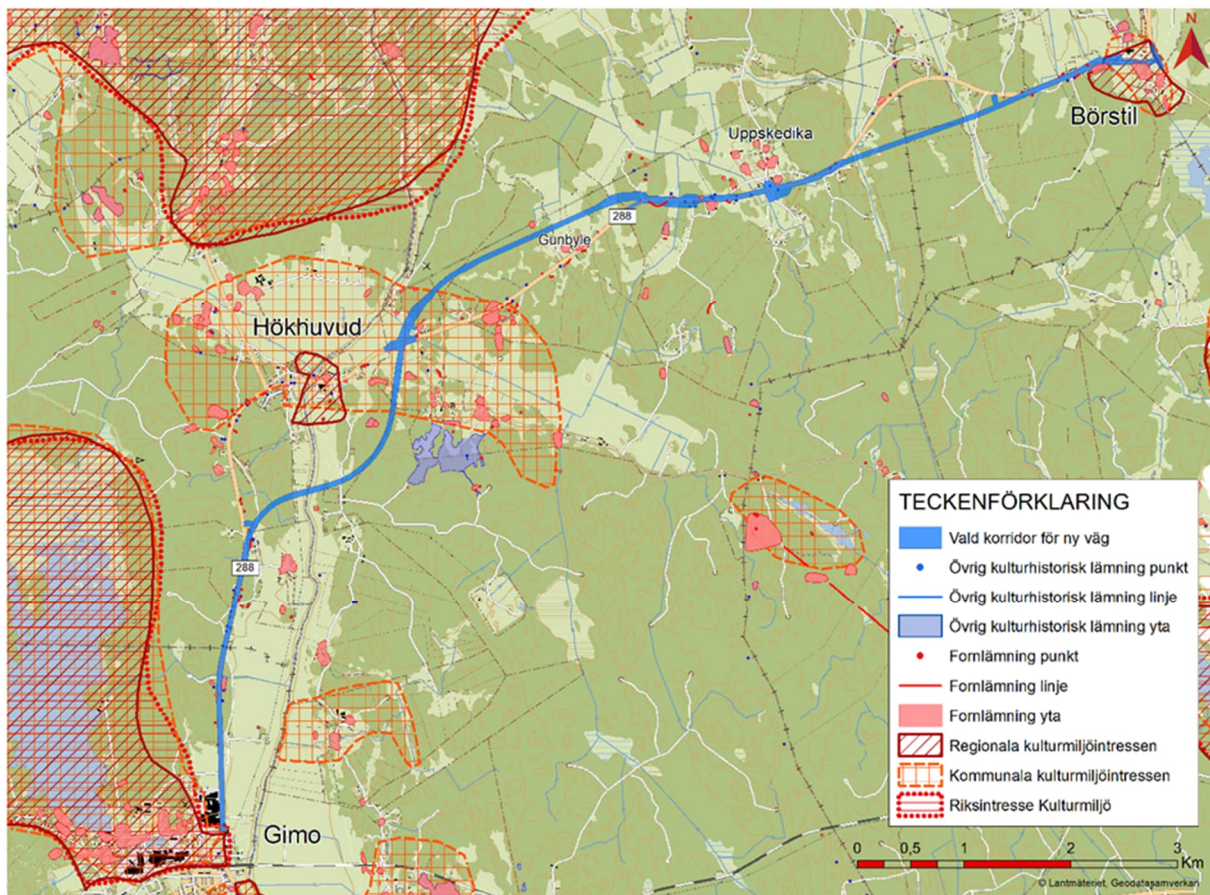 N
Börstil
Uppskedika
288
Gunbyle
Hökhuvud
288
Gimo
TECKENFÖRKLARING
Vald korridor för ny väg
Övrig kulturhistorisk lämning punkt
Övrig kulturhistorisk lämning linje
Övrig kulturhistorisk lämning yta
Fornlämning punkt
Fornlämning linje
Fornlämning yta
Regionala kulturmiljöintressen
Kommunala kulturmiljöintressen
Riksintresse Kulturmiljö
0 0,5 1 2 3
Km
© Lantmäteriet, Geodatasamverkan